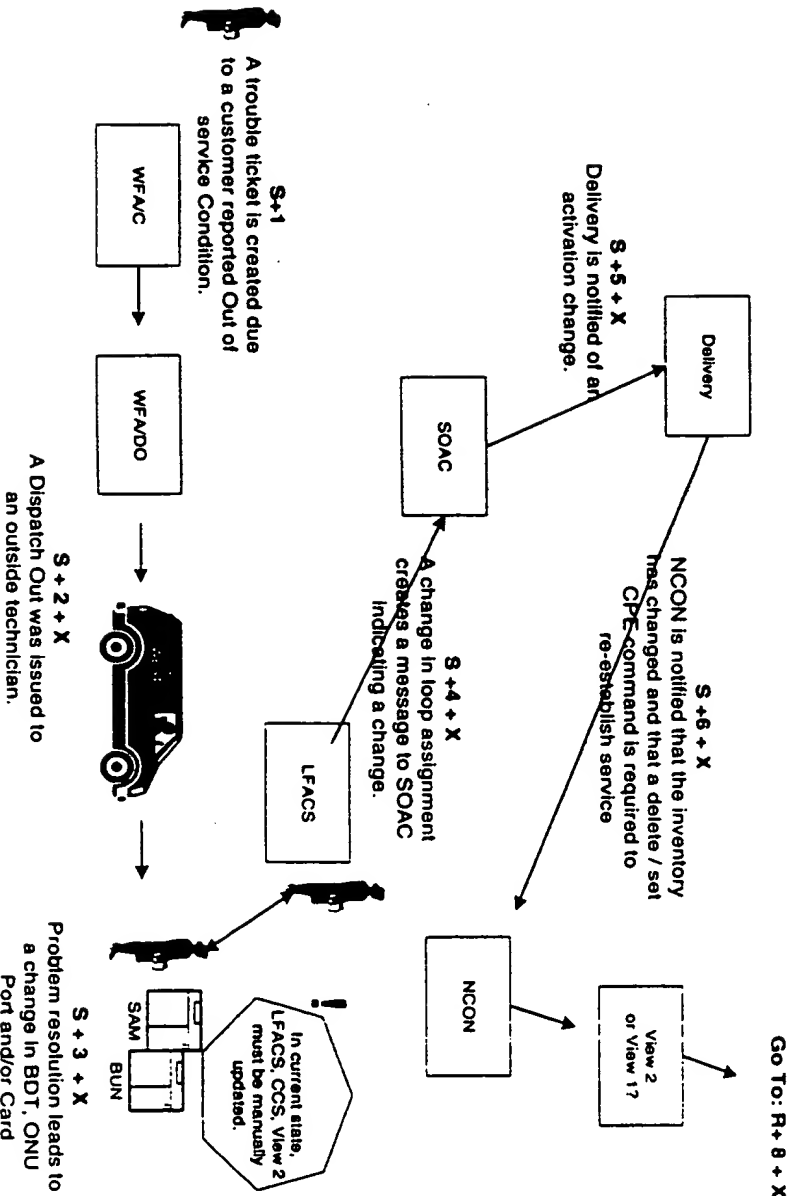 Go To: R+ 8 + X
Delivery
S +5 + X
Delivery is notified of an
activation change.
S +6 + X
NCON is notified that the inventory
has changed and that a delete / set
CPE command is required to
re-establish service
View 2
or View 1?
SOAC
NCON
S +4 + X
A change in loop assignment
creates a message to SOAC
indicating a change.
LFACS
!
In current state,
LFACS, CCS, View 2
must be manually
updated.
S+1
A trouble ticket is created due
to a customer reported Out of
service Condition.
WFA/C
WFA/DO
SAM
BUN
S + 2 + X
A Dispatch Out was issued to
an outside technician.
S + 3 + X
Problem resolution leads to
a change in BDT, ONU
Port and/or Card